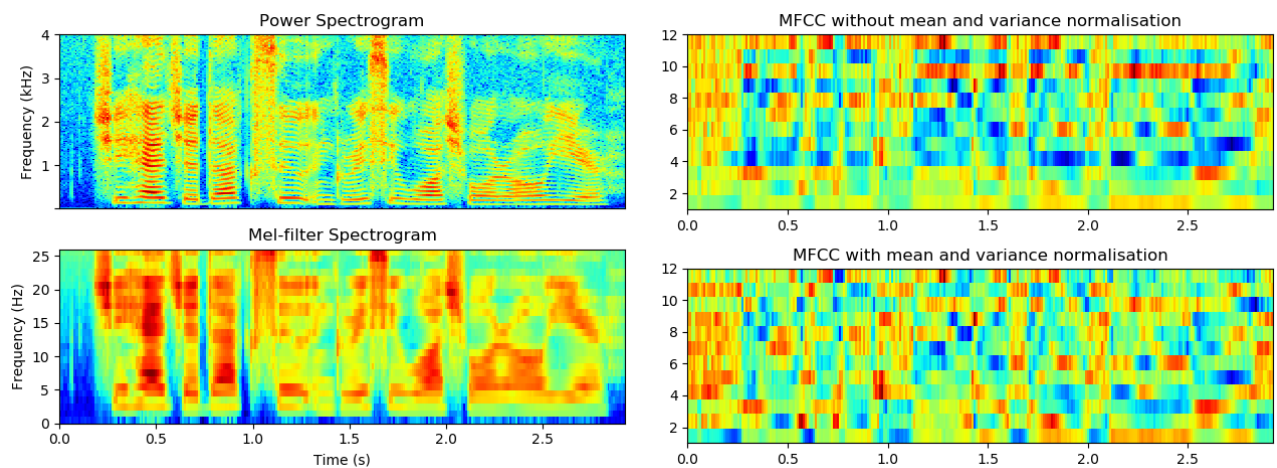 Power Spectrogram
Frequency (kHz)
4
3
2
1
Mel-filter Spectrogram
Frequency (Hz)
25
20
15
10
5
0
0.0 0.5 1.0 1.5 2.0 2.5
Time (s)
MFCC without mean and variance normalisation
12
10
8
6
4
2
0.0 0.5 1.0 1.5 2.0 2.5
MFCC with mean and variance normalisation
12
10
8
6
4
2
0.0 0.5 1.0 1.5 2.0 2.5